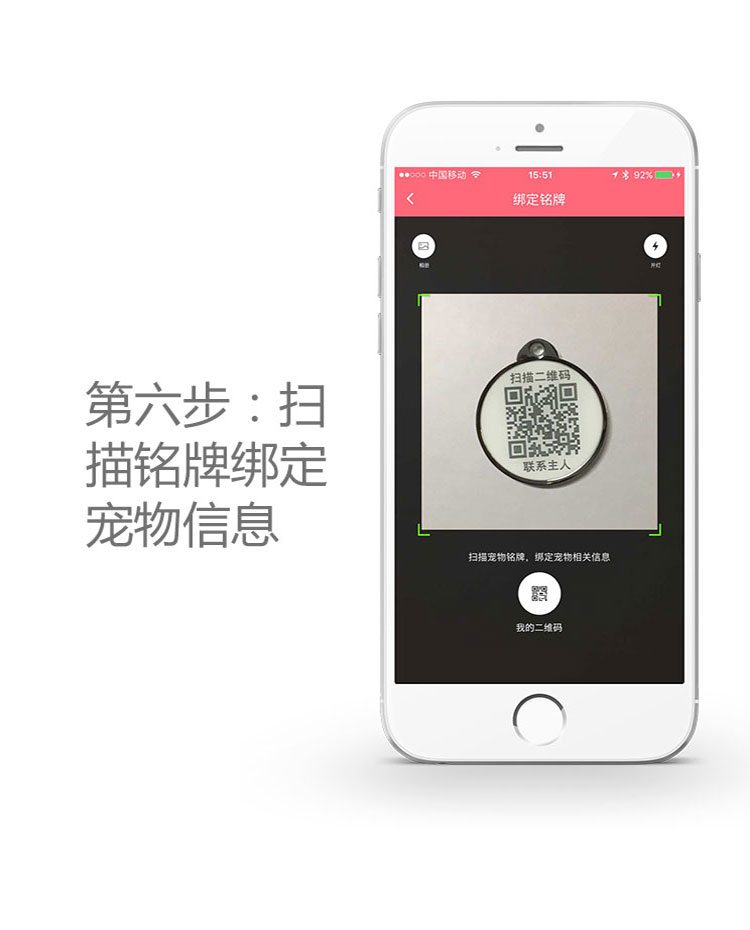 中国移动
15:51
92%
绑定铭牌
相册
开灯
第六步：扫
描铭牌绑定
宠物信息
扫描二维码
联系主人
扫描宠物铭牌，绑定宠物相关信息
我的二维码